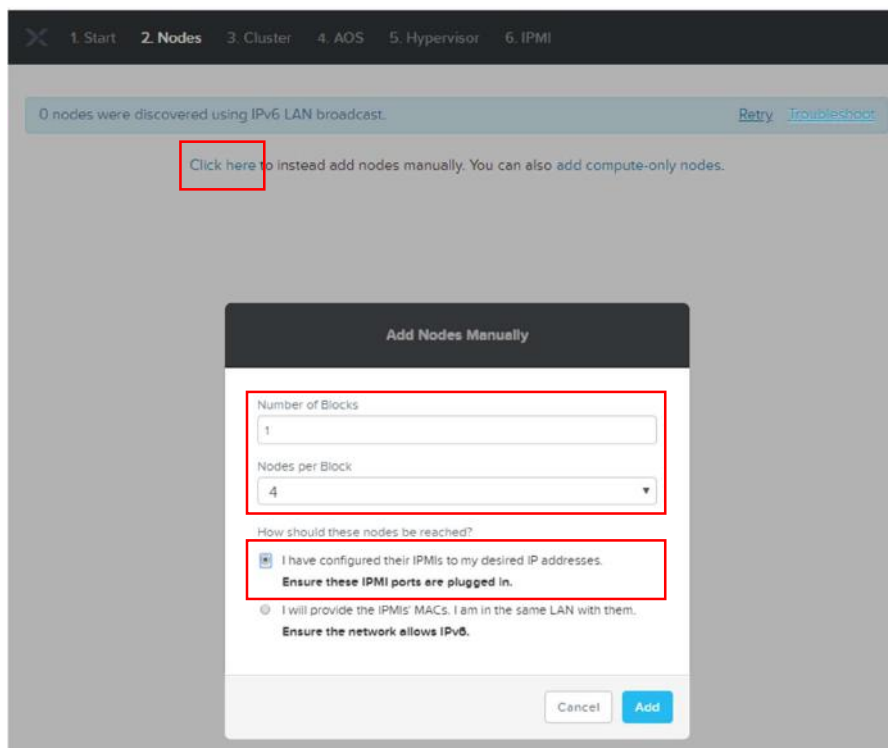 1. Start 2. Nodes 3. Cluster 4. AOS 5. Hypervisor 6. IPMI
0 nodes were discovered using IPv6 LAN broadcast. Retry Troubleshoot
Click here to instead add nodes manually. You can also add compute-only nodes.
Add Nodes Manually
Number of Blocks
1
Nodes per Block
4
How should these nodes be reached?
I have configured their IPMIs to my desired IP addresses.
Ensure these IPMI ports are plugged in.
I will provide the IPMIs' MACs. I am in the same LAN with them.
Ensure the network allows IPv6.
Cancel Add